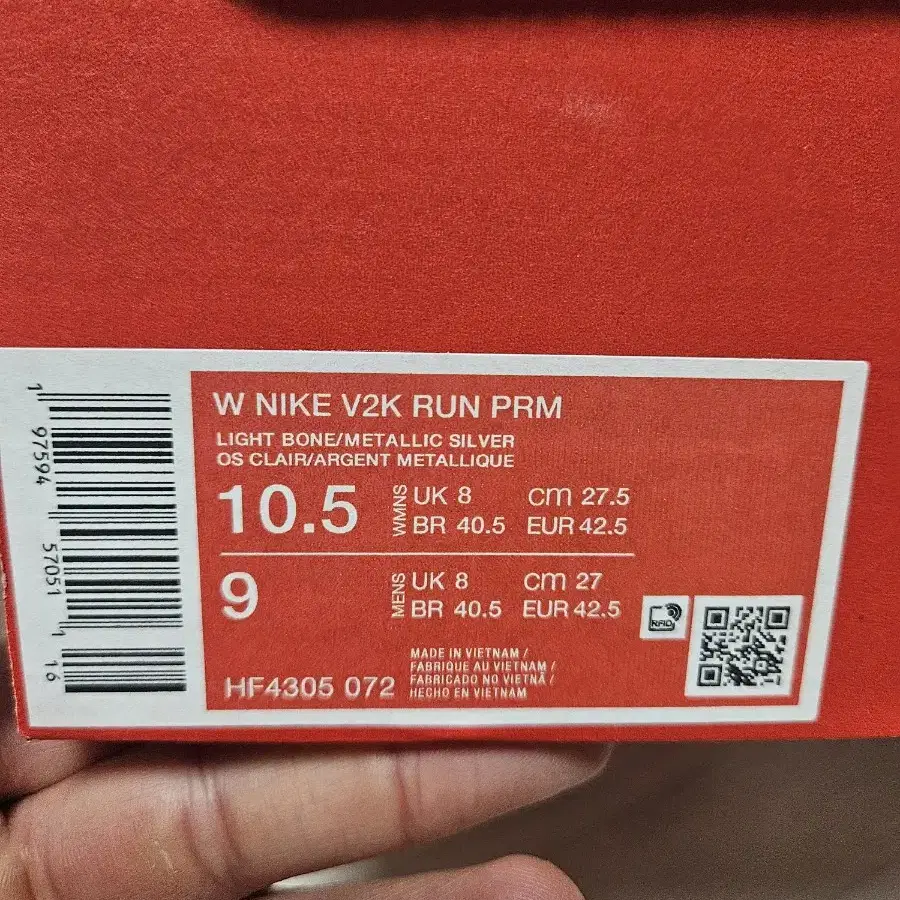 W NIKE V2K RUN PRM
LIGHT BONE/METALLIC SILVER
OS CLAIR/ARGENT METALLIQUE
10.5 WMNS UK 8 cm 27.5
BR 40.5 EUR 42.5
9 MENS UK 8 cm 27
BR 40.5 EUR 42.5
RFID
HF4305 072
MADE IN VIETNAM /
FABRIQUE AU VIETNAM /
FABRICADO NO VIETNÃ /
HECHO EN VIETNAM
1 97594 57051 1 16